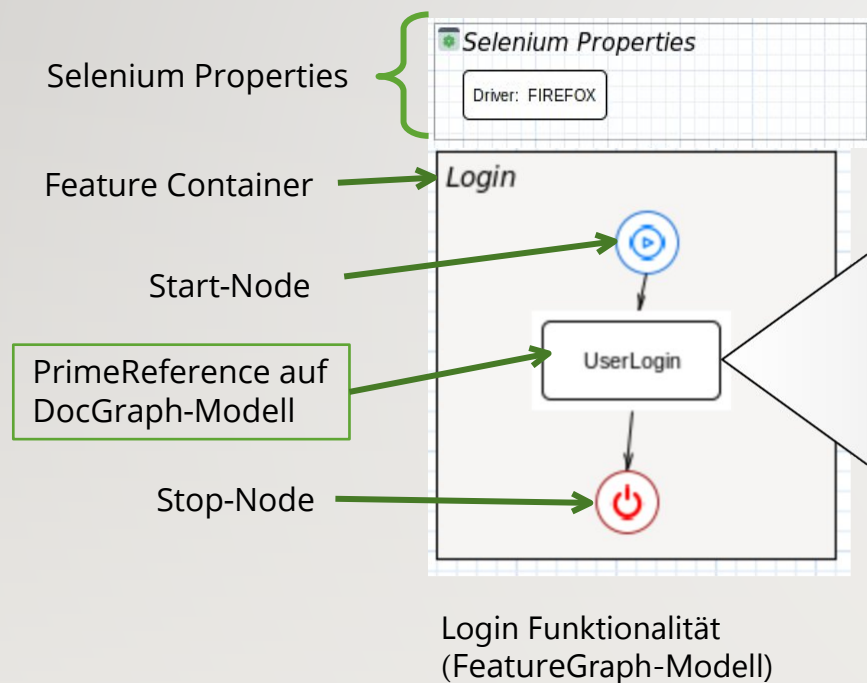 Selenium Properties
Selenium Properties
Driver: FIREFOX
Feature Container
Login
Start-Node
PrimeReference auf
DocGraph-Modell
UserLogin
Stop-Node
Login Funktionalität
(FeatureGraph-Modell)